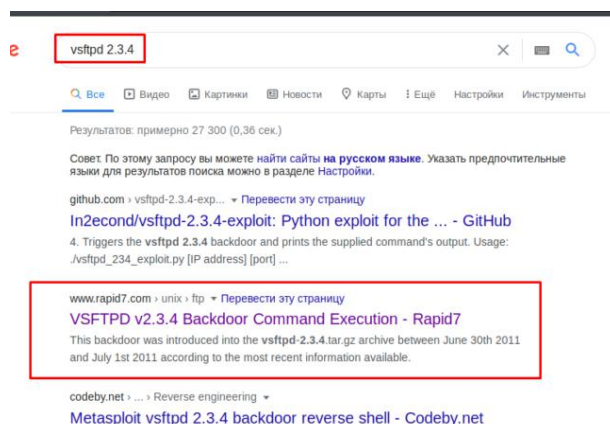 e
vsftpd 2.3.4
Все Видео Картинки Новости Карты Ещё Настройки Инструменты
Результатов: примерно 27 300 (0,36 сек.)
Совет. По этому запросу вы можете найти сайты на русском языке. Указать предпочтительные
языки для результатов поиска можно в разделе Настройки.
github.com › vsftpd-2.3.4-exp... ▾ Перевести эту страницу
In2econd/vsftpd-2.3.4-exploit: Python exploit for the ... - GitHub
4. Triggers the vsftpd 2.3.4 backdoor and prints the supplied command's output. Usage:
./vsftpd_234_exploit.py [IP address] [port] ...
www.rapid7.com › unix › ftp ▾ Перевести эту страницу
VSFTPD v2.3.4 Backdoor Command Execution - Rapid7
This backdoor was introduced into the vsftpd-2.3.4.tar.gz archive between June 30th 2011
and July 1st 2011 according to the most recent information available.
codeby.net › ... › Reverse engineering ▾
Metasploit vsftpd 2.3.4 backdoor reverse shell - Codeby.net